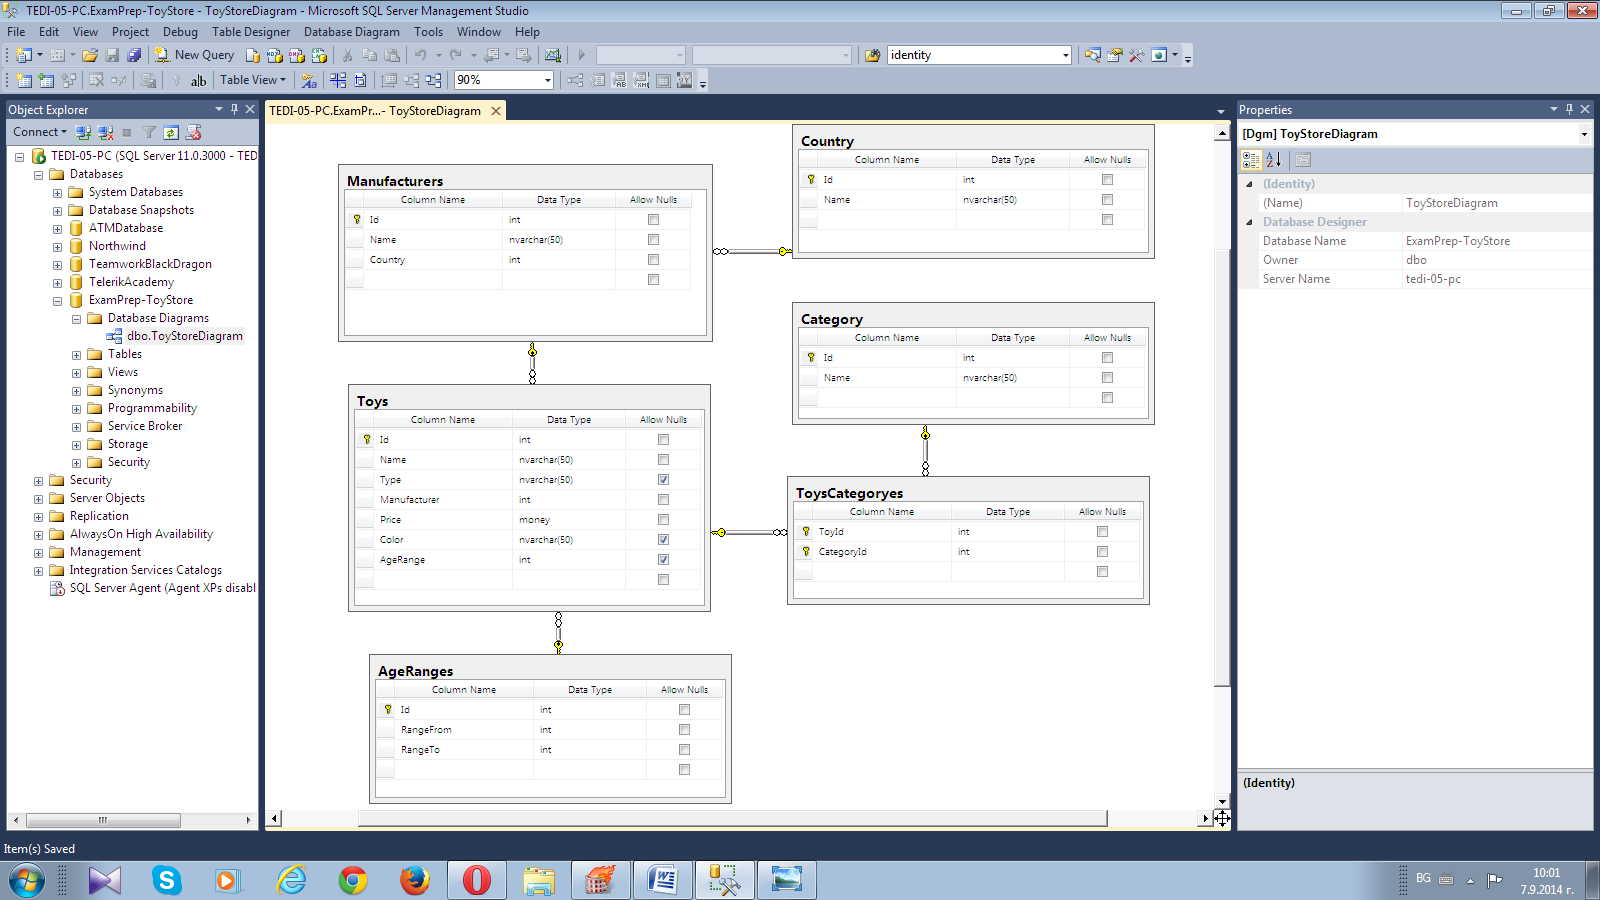 TEDI-05-PC.ExamPrep-ToyStore - ToyStoreDiagram - Microsoft SQL Server Management Studio
File Edit View Project Debug Table Designer Database Diagram Tools Window Help
New Query
identity
ab|
Table View
90%
Object Explorer
Connect
TEDI-05-PC (SQL Server 11.0.3000 - TED
Databases
System Databases
Database Snapshots
ATMDatabase
Northwind
TeamworkBlackDragon
TelerikAcademy
ExamPrep-ToyStore
Database Diagrams
dbo.ToyStoreDiagram
Tables
Views
Synonyms
Programmability
Service Broker
Storage
Security
Security
Server Objects
Replication
AlwaysOn High Availability
Management
Integration Services Catalogs
SQL Server Agent (Agent XPs disabl
TEDI-05-PC.ExamPr...- ToyStoreDiagram
Manufacturers
Column Name Data Type Allow Nulls
Id int
Name nvarchar(50)
Country int
Toys
Column Name Data Type Allow Nulls
Id int
Name nvarchar(50)
Type nvarchar(50)
Manufacturer int
Price money
Color nvarchar(50)
AgeRange int
AgeRanges
Column Name Data Type Allow Nulls
Id int
RangeFrom int
RangeTo int
Country
Column Name Data Type Allow Nulls
Id int
Name nvarchar(50)
Category
Column Name Data Type Allow Nulls
Id int
Name nvarchar(50)
ToysCategoryes
Column Name Data Type Allow Nulls
ToyId int
CategoryId int
Properties
[Dgm] ToyStoreDiagram
(Identity)
(Name) ToyStoreDiagram
Database Designer
Database Name ExamPrep-ToyStore
Owner dbo
Server Name tedi-05-pc
(Identity)
Item(s) Saved
BG
10:01
7.9.2014 г.